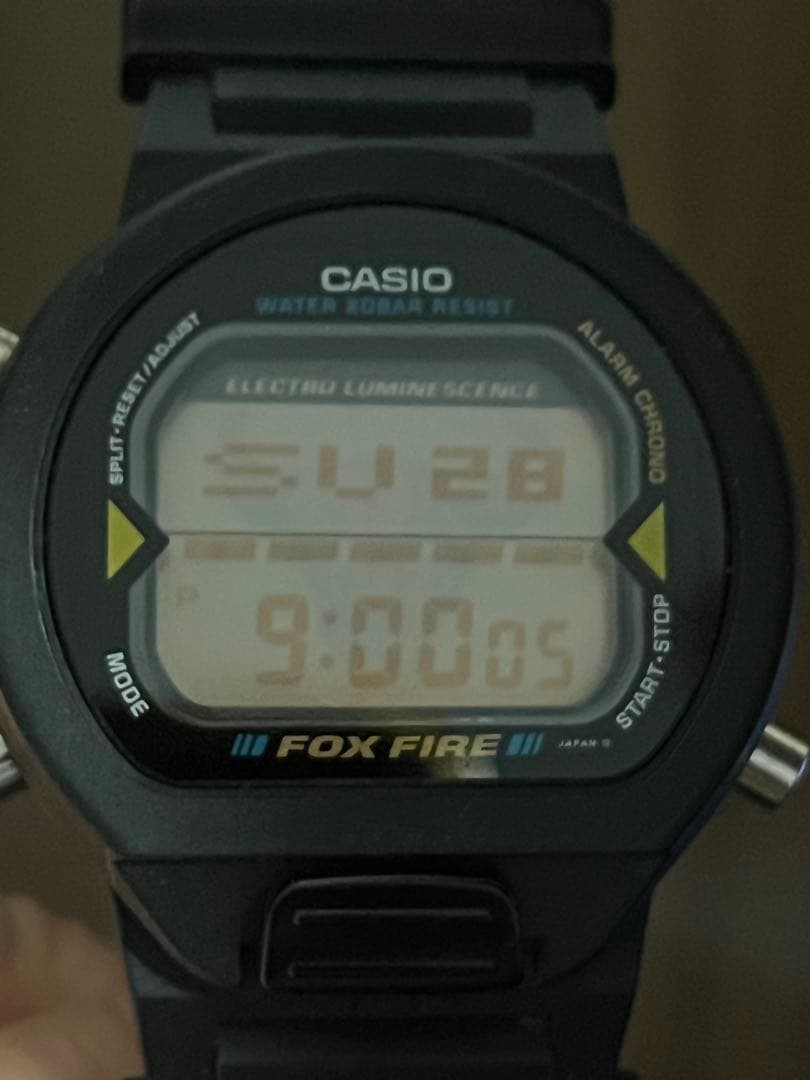 CASIO
WATER 20BAR RESIST
SPLIT·RESET/ADJUST
ALARM CHRONO
ELECTRO LUMINESCENCE
SU 28
P
9:00 05
MODE
START·STOP
FOX FIRE
JAPAN